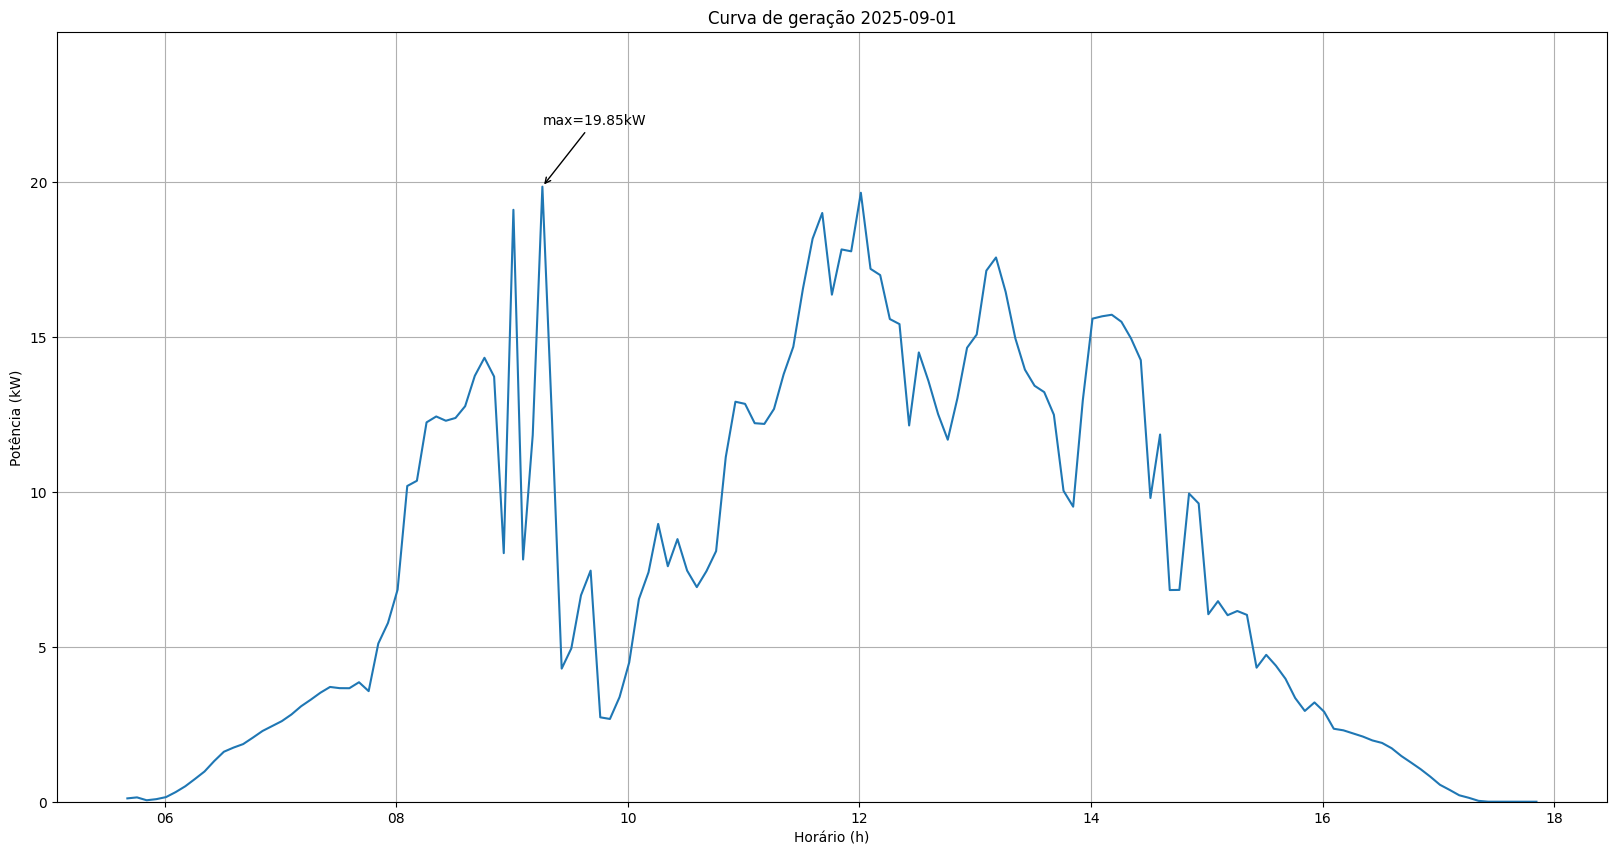 Curva de geração 2025-09-01
max=19.85kW
Potência (kW)
20
15
10
5
0
06 08 10 12 14 16 18
Horário (h)